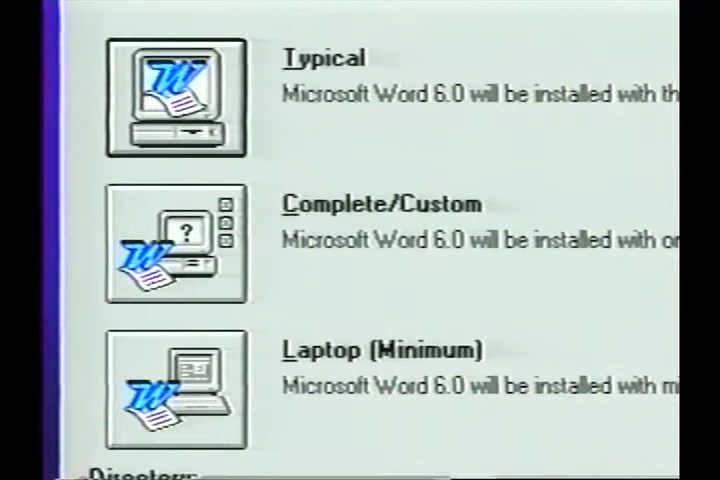 Typical
Microsoft Word 6.0 will be installed with th
Complete/Custom
Microsoft Word 6.0 will be installed with or
Laptop (Minimum)
Microsoft Word 6.0 will be installed with mi
Directory: